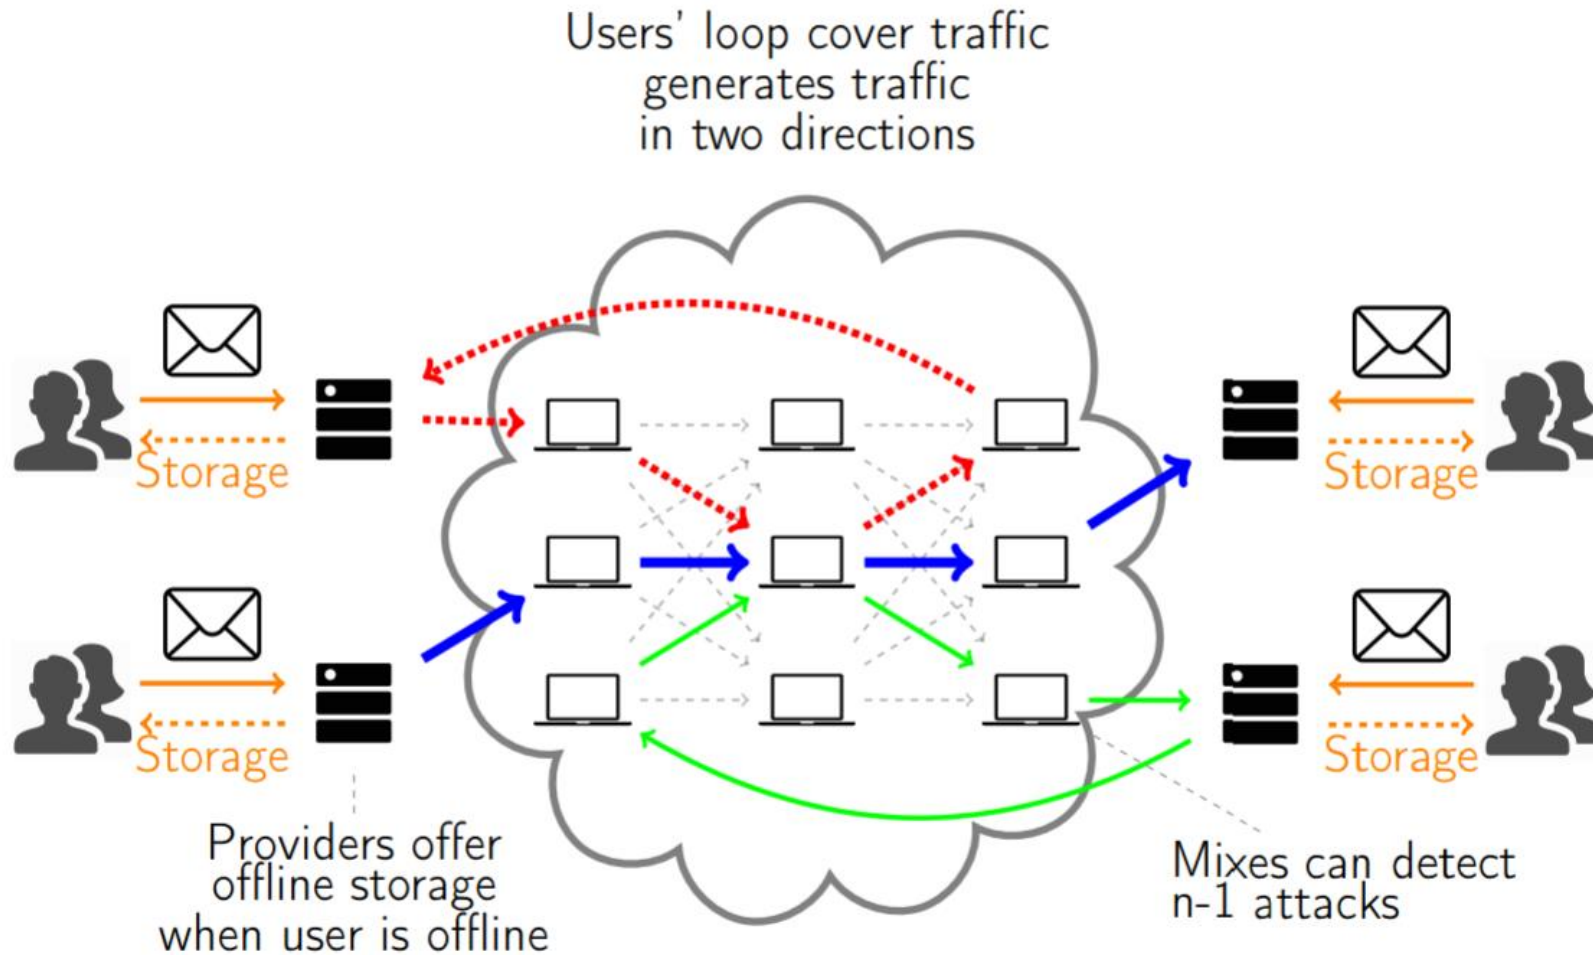 Users' loop cover traffic
generates traffic
in two directions
Storage
Storage
Storage
Storage
Providers offer
offline storage
when user is offline
Mixes can detect
n-1 attacks